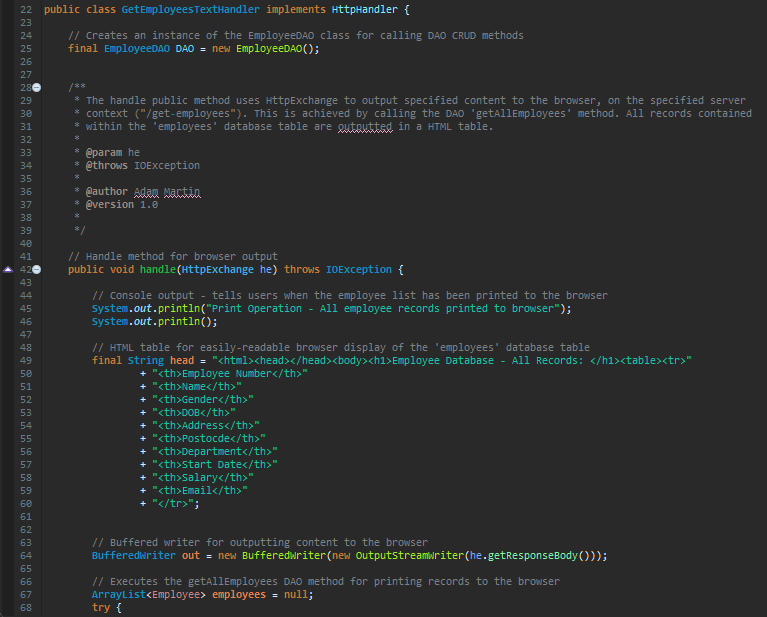 22 public class GetEmployeesTextHandler implements HttpHandler {
23
24     // Creates an instance of the EmployeeDAO class for calling DAO CRUD methods
25     final EmployeeDAO DAO = new EmployeeDAO();
26
27
28     /**
29      * The handle public method uses HttpExchange to output specified content to the browser, on the specified server
30      * context ("/get-employees"). This is achieved by calling the DAO 'getAllEmployees' method. All records contained
31      * within the 'employees' database table are outputted in a HTML table.
32      *
33      * @param he
34      * @throws IOException
35      *
36      * @author Adam Martin
37      * @version 1.0
38      *
39      */
40
41     // Handle method for browser output
42     public void handle(HttpExchange he) throws IOException {
43
44         // Console output - tells users when the employee list has been printed to the browser
45         System.out.println("Print Operation - All employee records printed to browser");
46         System.out.println();
47
48         // HTML table for easily-readable browser display of the 'employees' database table
49         final String head = "<html><head></head><body><h1>Employee Database - All Records: </h1><table><tr>"
50                 + "<th>Employee Number</th>"
51                 + "<th>Name</th>"
52                 + "<th>Gender</th>"
53                 + "<th>DOB</th>"
54                 + "<th>Address</th>"
55                 + "<th>Postocde</th>"
56                 + "<th>Department</th>"
57                 + "<th>Start Date</th>"
58                 + "<th>Salary</th>"
59                 + "<th>Email</th>"
60                 + "</tr>";
61
62
63         // Buffered writer for outputting content to the browser
64         BufferedWriter out = new BufferedWriter(new OutputStreamWriter(he.getResponseBody()));
65
66         // Executes the getAllEmployees DAO method for printing records to the browser
67         ArrayList<Employee> employees = null;
68         try {